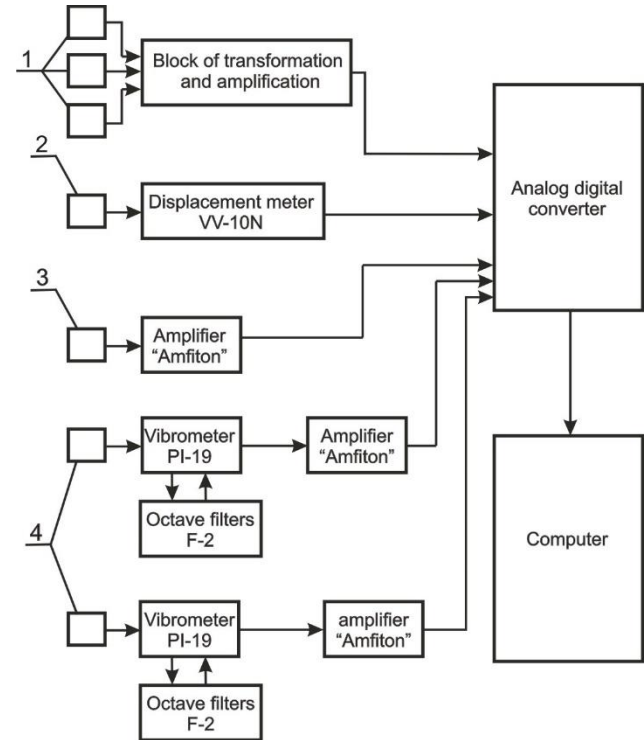 1
Block of transformation
and amplification
2
Displacement meter
VV-10N
Analog digital
converter
3
Amplifier
“Amfiton”
4
Vibrometer
PI-19
Amplifier
“Amfiton”
Octave filters
F-2
Computer
Vibrometer
PI-19
amplifier
“Amfiton”
Octave filters
F-2